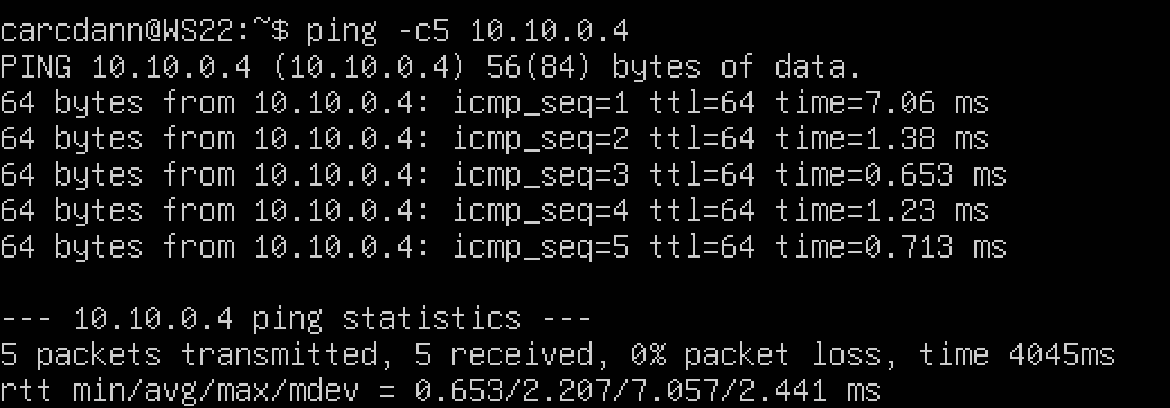 carcdann@WS22:~$ ping -c5 10.10.0.4
PING 10.10.0.4 (10.10.0.4) 56(84) bytes of data.
64 bytes from 10.10.0.4: icmp_seq=1 ttl=64 time=7.06 ms
64 bytes from 10.10.0.4: icmp_seq=2 ttl=64 time=1.38 ms
64 bytes from 10.10.0.4: icmp_seq=3 ttl=64 time=0.653 ms
64 bytes from 10.10.0.4: icmp_seq=4 ttl=64 time=1.23 ms
64 bytes from 10.10.0.4: icmp_seq=5 ttl=64 time=0.713 ms
--- 10.10.0.4 ping statistics ---
5 packets transmitted, 5 received, 0% packet loss, time 4045ms
rtt min/avg/max/mdev = 0.653/2.207/7.057/2.441 ms